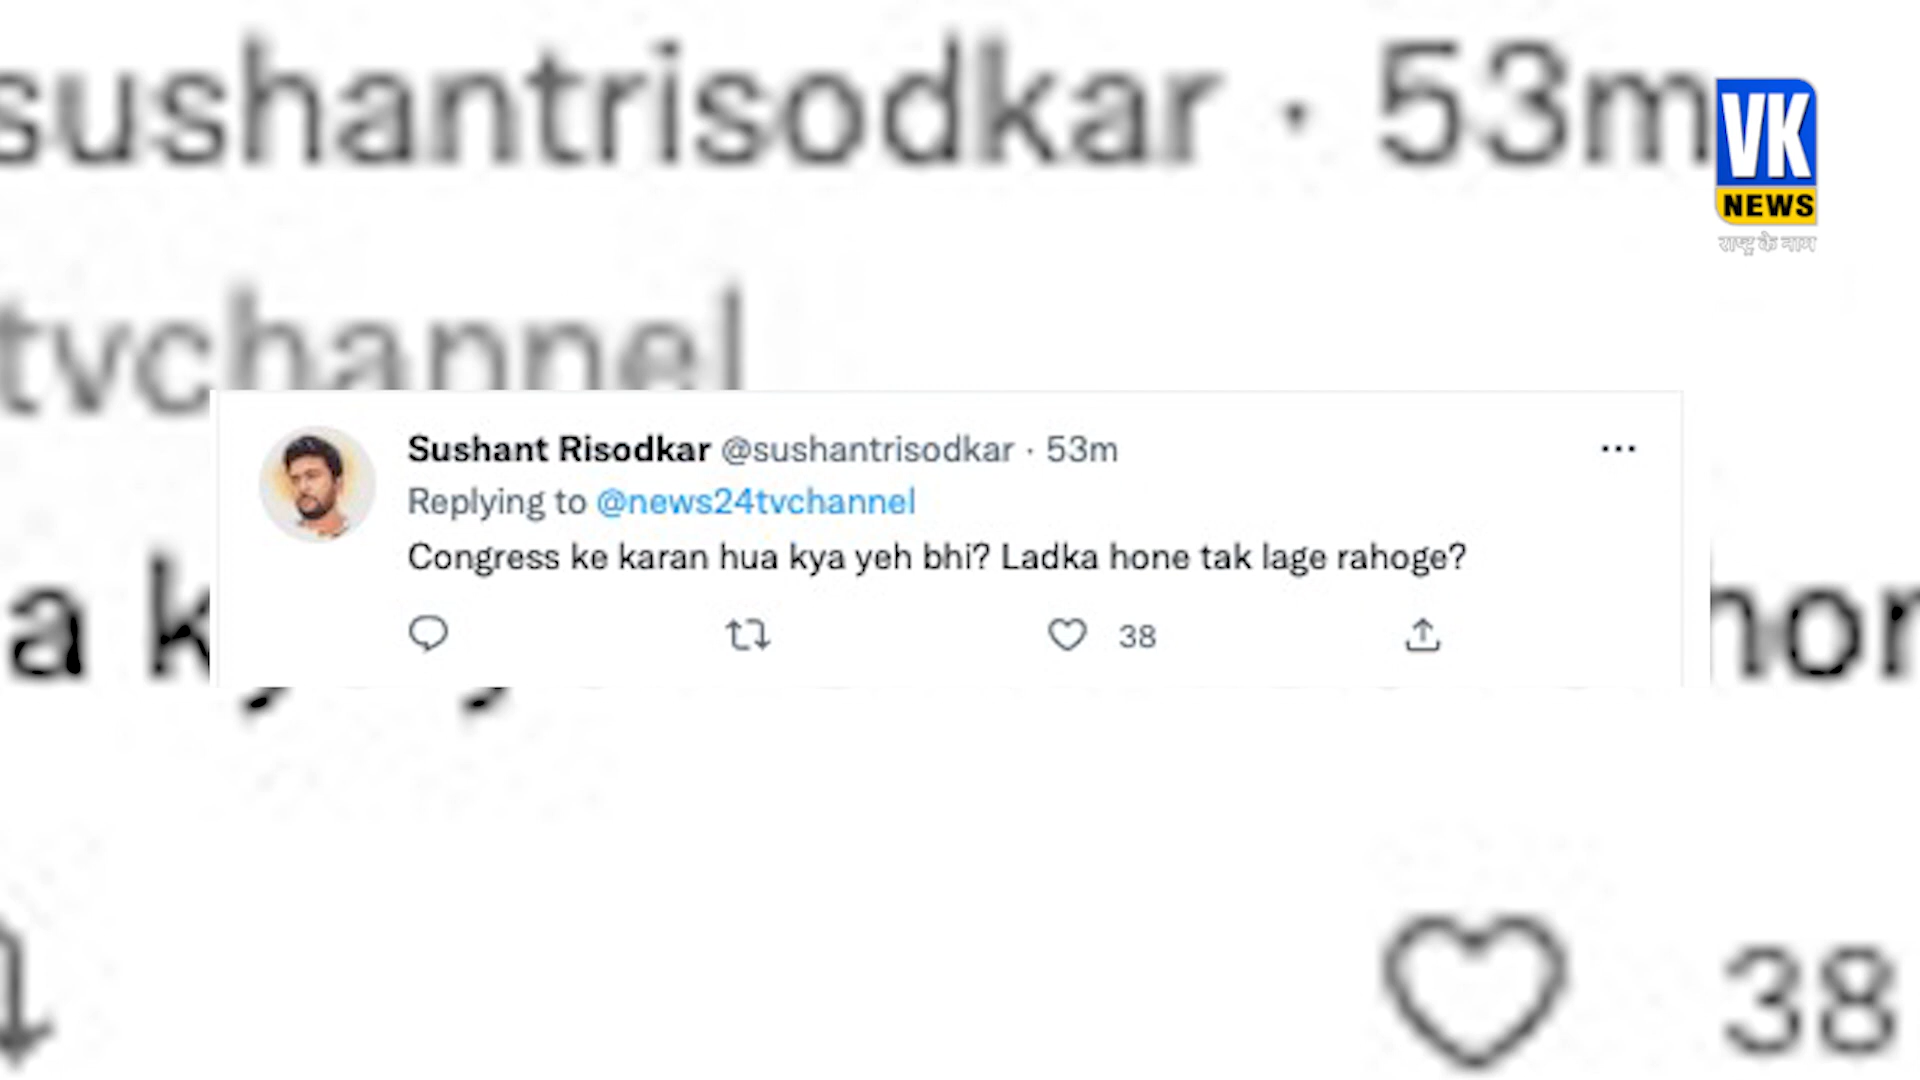 sushantrisodkar · 53m
VK
NEWS
राष्ट्र के नाम
tvchannel
Sushant Risodkar @sushantrisodkar · 53m
Replying to @news24tvchannel
Congress ke karan hua kya yeh bhi? Ladka hone tak lage rahoge?
38
38